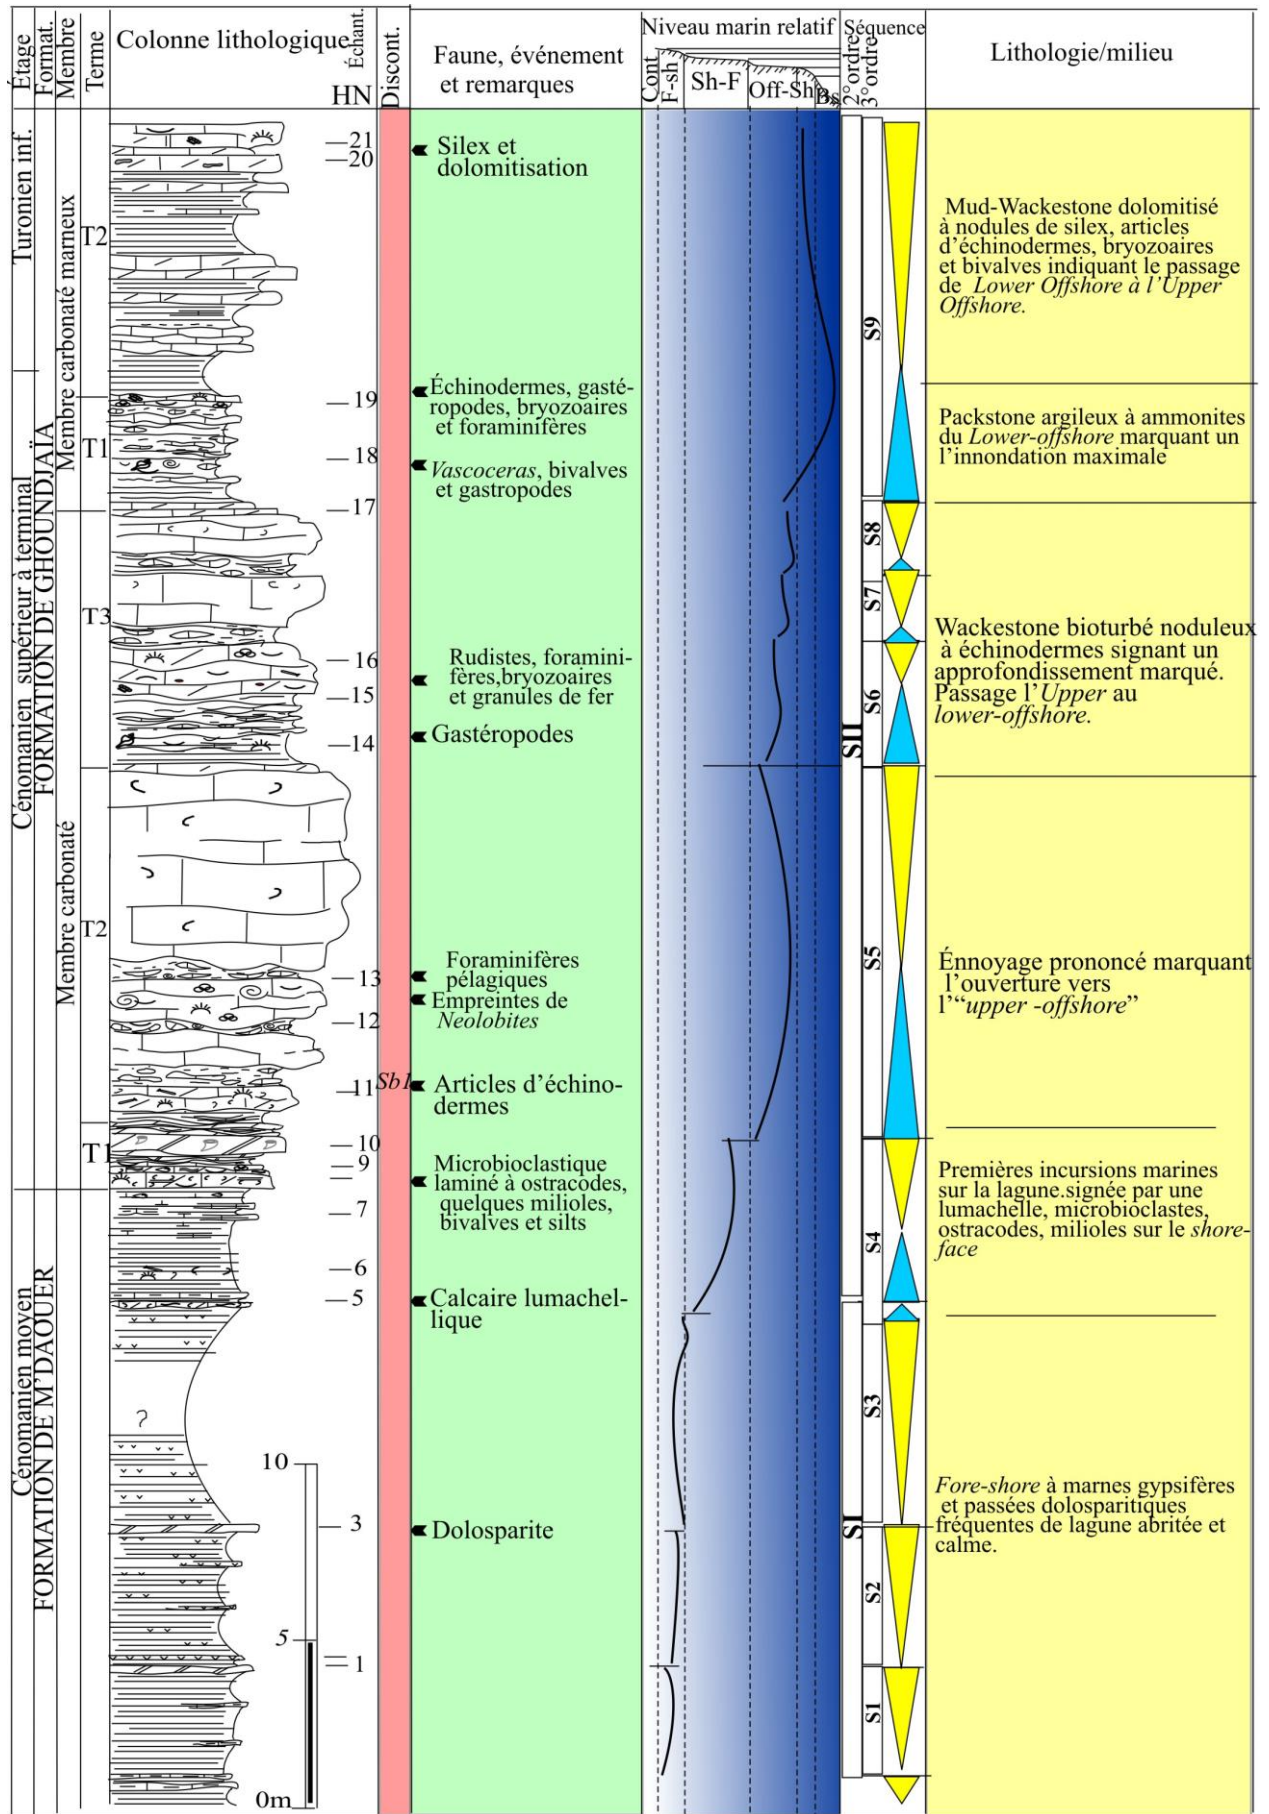 Étage
Format.
Membre
Terme
Colonne lithologique
Échant.
HN
Discont.
Faune, événement
et remarques
Niveau marin relatif
Cont
F-sh
Sh-F
Off-Sh
Bs
Séquence
2°ordre
3°ordre
Lithologie/milieu
Turonien inf.
Cénomanien supérieur à terminal
Cénomanien moyen
FORMATION DE GHOUNDJAÏA
FORMATION DE M'DAOUER
Membre carbonaté marneux
Membre carbonaté
T2
T1
T3
T2
T1
21
20
19
18
17
16
15
14
13
12
11
10
9
7
6
5
3
1
?
10
5
0m
Sb1
Silex et
dolomitisation
Échinodermes, gasté-
ropodes, bryozoaires
et foraminifères
Vascoceras, bivalves
et gastropodes
Rudistes, foramini-
fères,bryozoaires
et granules de fer
Gastéropodes
Foraminifères
pélagiques
Empreintes de
Neolobites
Articles d'échino-
dermes
Microbioclastique
laminé à ostracodes,
quelques milioles,
bivalves et silts
Calcaire lumachel-
lique
Dolosparite
SII
SI
S9
S8
S7
S6
S5
S4
S3
S2
S1
Mud-Wackestone dolomitisé
à nodules de silex, articles
d'échinodermes, bryozoaires
et bivalves indiquant le passage
de Lower Offshore à l'Upper
Offshore.
Packstone argileux à ammonites
du Lower-offshore marquant un
l'innondation maximale
Wackestone bioturbé noduleux
à échinodermes signant un
approfondissement marqué.
Passage l'Upper au
lower-offshore.
Énnoyage prononcé marquant
l'ouverture vers
l'“upper -offshore”
Premières incursions marines
sur la lagune.signée par une
lumachelle, microbioclastes,
ostracodes, milioles sur le shore-
face
Fore-shore à marnes gypsifères
et passées dolosparitiques
fréquentes de lagune abritée et
calme.